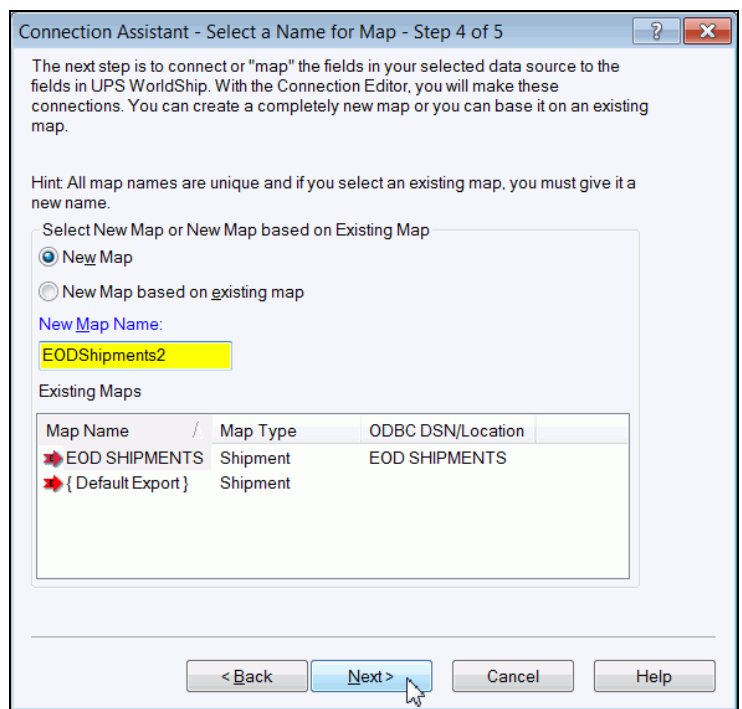 Connection Assistant - Select a Name for Map - Step 4 of 5
The next step is to connect or "map" the fields in your selected data source to the
fields in UPS WorldShip. With the Connection Editor, you will make these
connections. You can create a completely new map or you can base it on an existing
map.
Hint: All map names are unique and if you select an existing map, you must give it a
new name.
Select New Map or New Map based on Existing Map
New Map
New Map based on existing map
New Map Name:
EODShipments2
Existing Maps
Map Name / Map Type ODBC DSN/Location
EOD SHIPMENTS Shipment EOD SHIPMENTS
{ Default Export } Shipment
< Back Next > Cancel Help